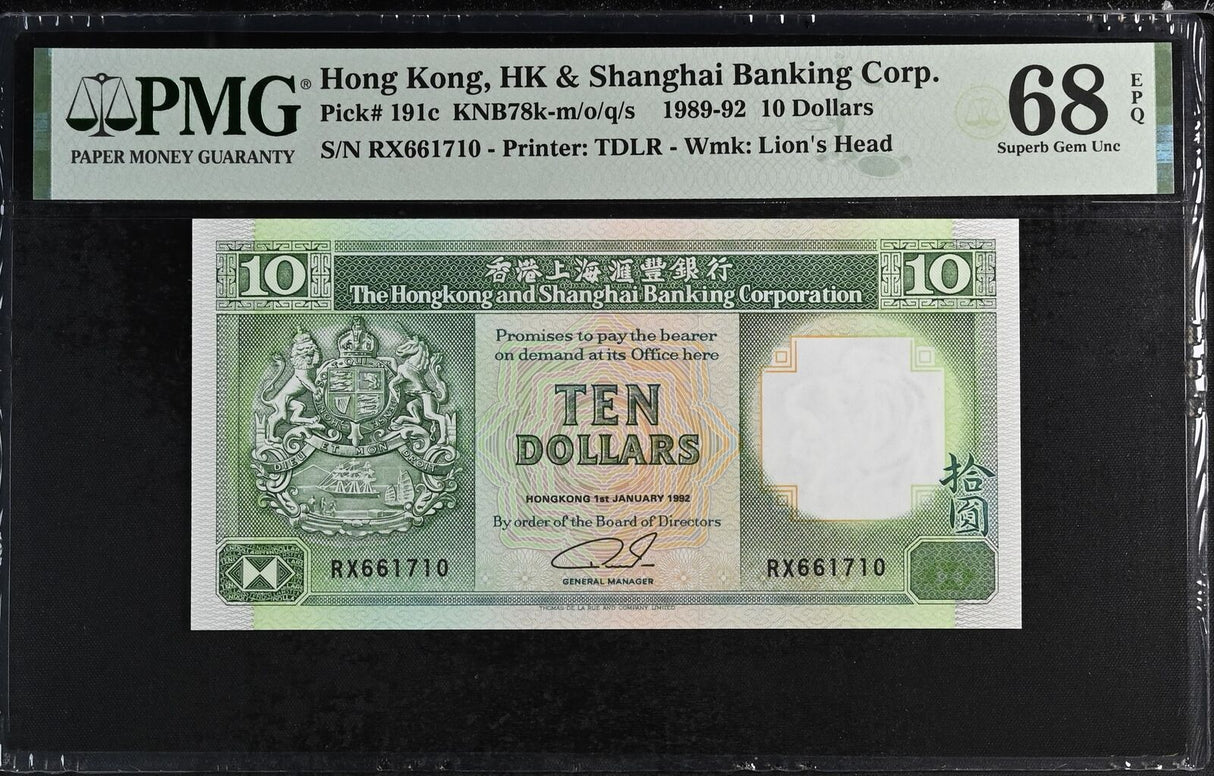 PMG®
PAPER MONEY GUARANTY
Hong Kong, HK & Shanghai Banking Corp.
Pick# 191c KNB78k-m/o/q/s 1989-92 10 Dollars
S/N RX661710 - Printer: TDLR - Wmk: Lion's Head
68
EPQ
Superb Gem Unc
10
香港上海滙豐銀行
10
The Hongkong and Shanghai Banking Corporation
Promises to pay the bearer
on demand at its Office here
TEN
DOLLARS
HONGKONG 1st JANUARY 1992
By order of the Board of Directors
GENERAL MANAGER
DIEU ET MON DROIT
拾圓
RX661710
RX661710
THOMAS DE LA RUE AND COMPANY LIMITED